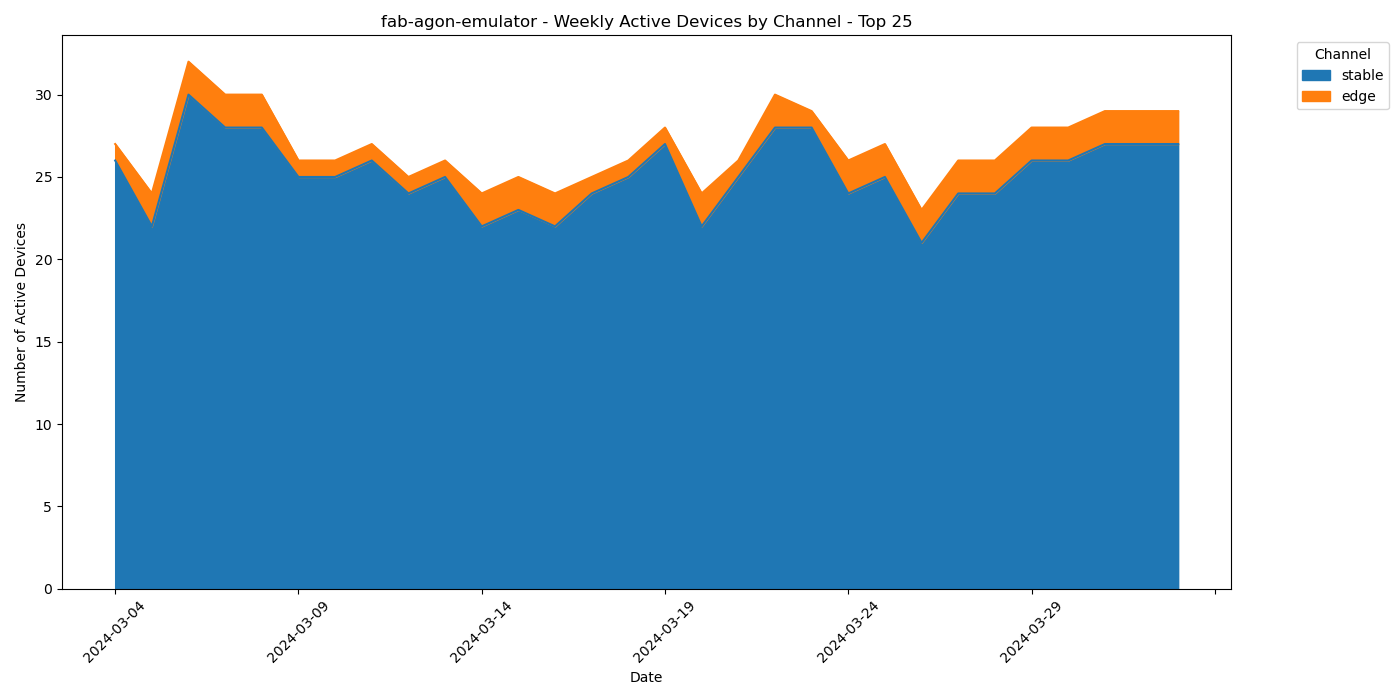 fab-agon-emulator - Weekly Active Devices by Channel - Top 25
Channel
stable
edge
Number of Active Devices
30
25
20
15
10
5
0
2024-03-04
2024-03-09
2024-03-14
2024-03-19
2024-03-24
2024-03-29
Date